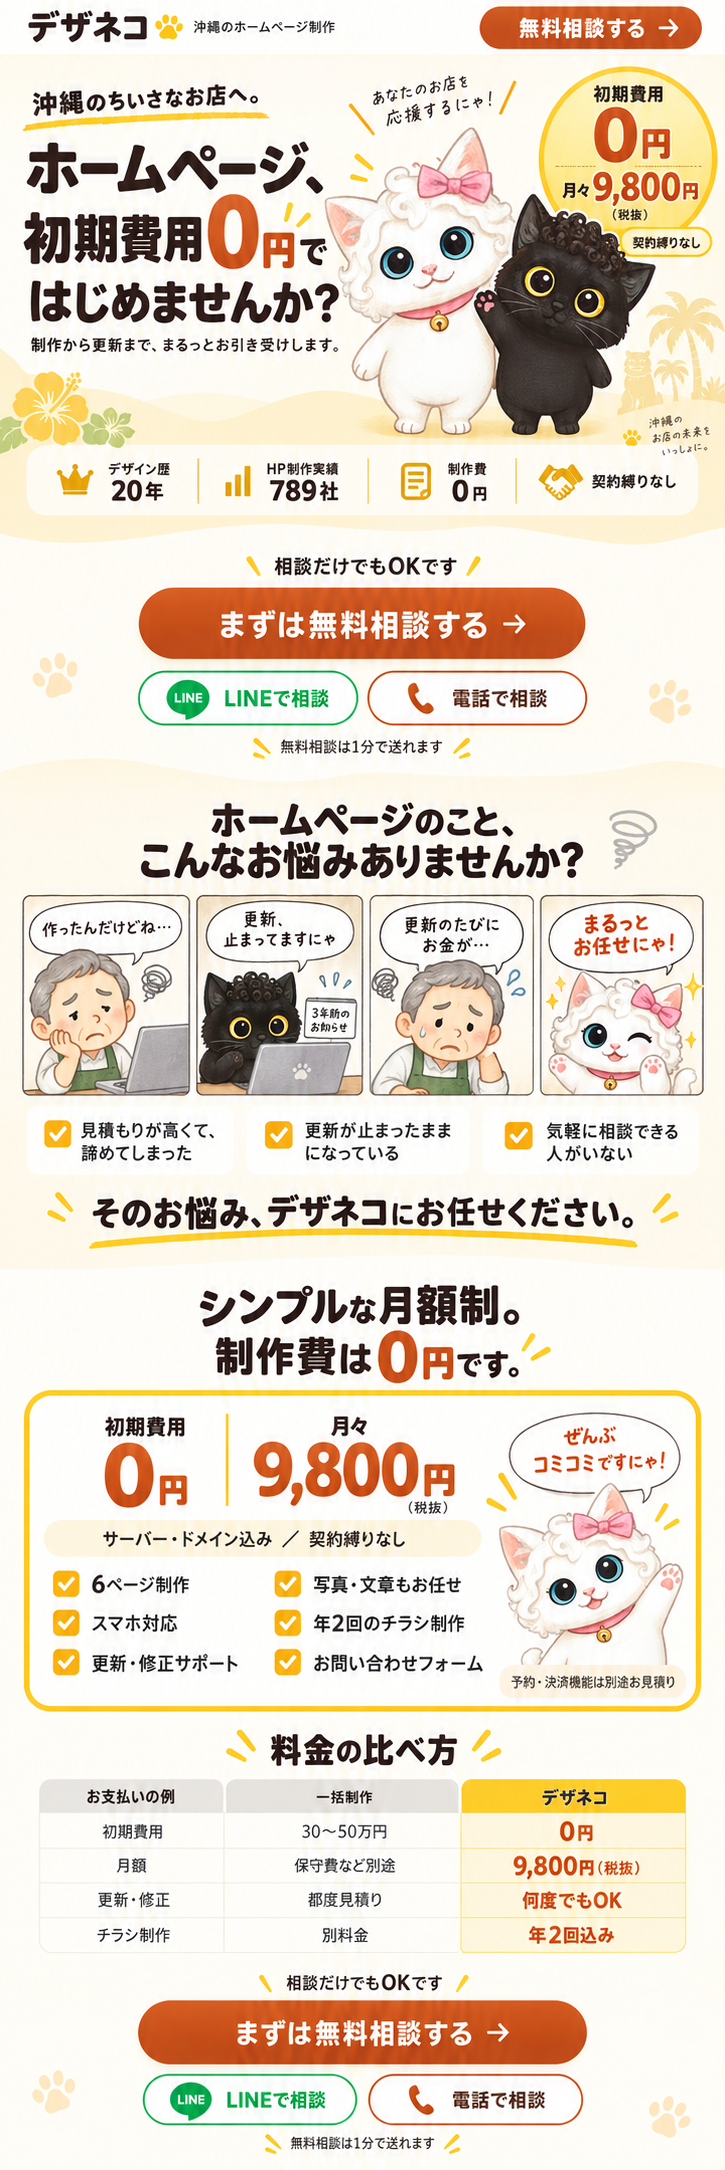 デザネコ 沖縄のホームページ制作
無料相談する →
沖縄のちいさなお店へ。
あなたのお店を
応援するにゃ!
初期費用
0円
月々9,800円
(税抜)
契約縛りなし
ホームページ、
初期費用0円で
はじめませんか?
制作から更新まで、まるっとお引き受けします。
沖縄の
お店の未来を
いっしょに。
デザイン歴
20年
HP制作実績
789社
制作費
0円
契約縛りなし
相談だけでもOKです
まずは無料相談する →
LINE LINEで相談
電話で相談
無料相談は1分で送れます
ホームページのこと、
こんなお悩みありませんか?
作ったんだけどね…
更新、
止まってますにゃ
3年前の
お知らせ
更新のたびに
お金が…
まるっと
お任せにゃ!
見積もりが高くて、
諦めてしまった
更新が止まったまま
になっている
気軽に相談できる
人がいない
そのお悩み、デザネコにお任せください。
シンプルな月額制。
制作費は0円です。
初期費用
0円
月々
9,800円
(税抜)
ぜんぶ
コミコミですにゃ!
サーバー・ドメイン込み / 契約縛りなし
6ページ制作
写真・文章もお任せ
スマホ対応
年2回のチラシ制作
更新・修正サポート
お問い合わせフォーム
予約・決済機能は別途お見積り
料金の比べ方
お支払いの例 一括制作 デザネコ
初期費用 30〜50万円 0円
月額 保守費など別途 9,800円(税抜)
更新・修正 都度見積り 何度でもOK
チラシ制作 別料金 年2回込み
相談だけでもOKです
まずは無料相談する →
LINE LINEで相談
電話で相談
無料相談は1分で送れます